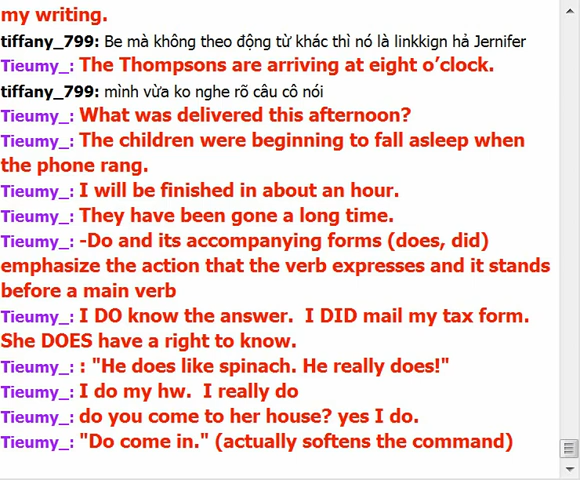 my writing.
tiffany_799: Be mà không theo động từ khác thì nó là linkkign hả Jernifer
Tieumy_: The Thompsons are arriving at eight o’clock.
tiffany_799: mình vừa ko nghe rõ câu cô nói
Tieumy_: What was delivered this afternoon?
Tieumy_: The children were beginning to fall asleep when
the phone rang.
Tieumy_: I will be finished in about an hour.
Tieumy_: They have been gone a long time.
Tieumy_: -Do and its accompanying forms (does, did)
emphasize the action that the verb expresses and it stands
before a main verb
Tieumy_: I DO know the answer.  I DID mail my tax form.
She DOES have a right to know.
Tieumy_: : "He does like spinach. He really does!"
Tieumy_: I do my hw.  I really do
Tieumy_: do you come to her house? yes I do.
Tieumy_: "Do come in." (actually softens the command)